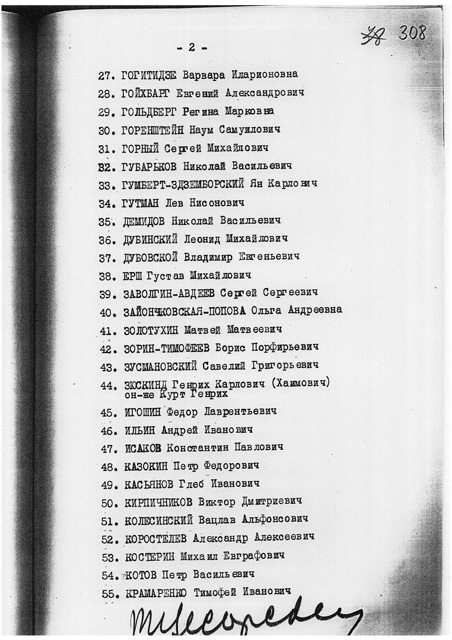 308
- 2 -
27. ГОГИТИДЗЕ Варвара Иларионовна
28. ГОЙХБАРГ Евгений Александрович
29. ГОЛЬДБЕРГ Регина Марковна
30. ГОРЕНШТЕЙН Наум Самуилович
31. ГОРНЫЙ Сергей Михайлович
32. ГУБАРЬКОВ Николай Васильевич
33. ГУМБЕРТ-ЗДЗЕМБОРСКИЙ Ян Карлович
34. ГУТМАН Лев Нисонович
35. ДЕМИДОВ Николай Васильевич
36. ДУБИНСКИЙ Леонид Михайлович
37. ДУБОВСКОЙ Владимир Евгеньевич
38. ЕРШ Густав Михайлович
39. ЗАВОЛГИН-АВДЕЕВ Сергей Сергеевич
40. ЗАЙОНЧКОВСКАЯ-ПОПОВА Ольга Андреевна
41. ЗОЛОТУХИН Матвей Матвеевич
42. ЗОРИН-ТИМОФЕЕВ Борис Порфирьевич
43. ЗУСМАНОВСКИЙ Савелий Григорьевич
44. ЗЮСКИНД Генрих Карлович (Хаимович)
он-же Курт Генрих
45. ИГОШИН Федор Лаврентьевич
46. ИЛЬИН Андрей Иванович
47. ИСАКОВ Константин Павлович
48. КАЗОКИН Петр Федорович
49. КАСЬЯНОВ Глеб Иванович
50. КИРПИЧНИКОВ Виктор Дмитриевич
51. КОЛЕСИНСКИЙ Вацлав Альфонсович
52. КОРОСТЕЛЕВ Александр Алексеевич
53. КОСТЕРИН Михаил Евграфович
54. КОТОВ Петр Васильевич
55. КРАМАРЕНКО Тимофей Иванович